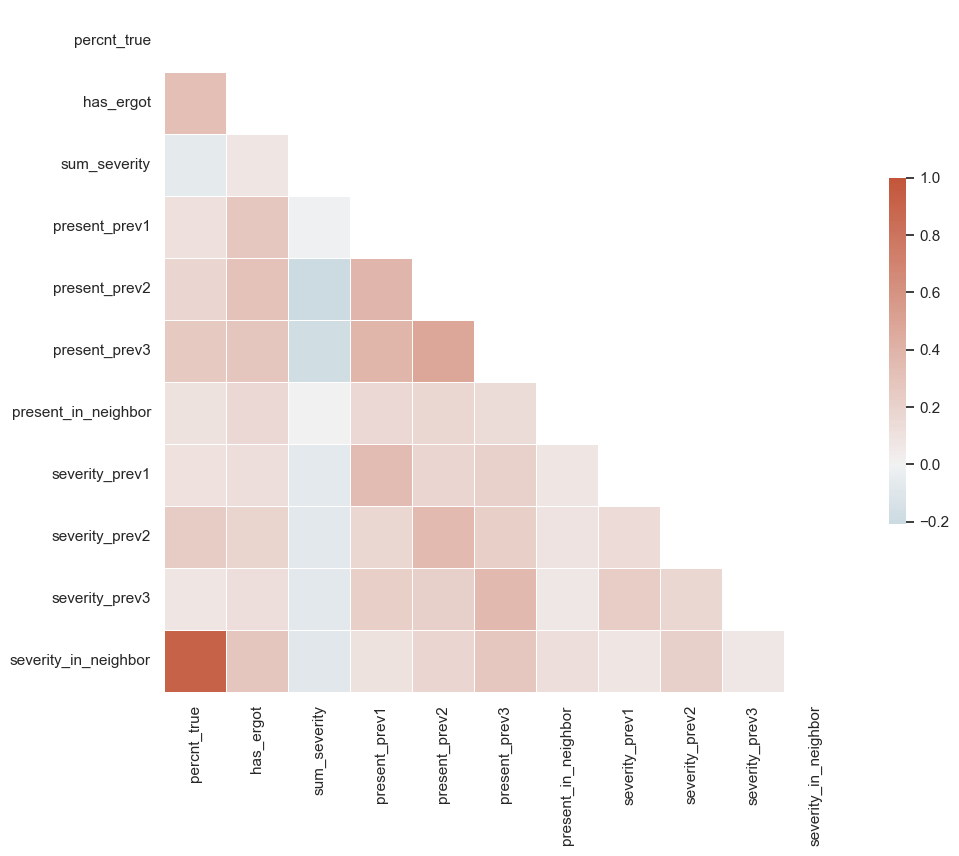 percnt_true
has_ergot
sum_severity
present_prev1
present_prev2
present_prev3
present_in_neighbor
severity_prev1
severity_prev2
severity_prev3
severity_in_neighbor
percnt_true
has_ergot
sum_severity
present_prev1
present_prev2
present_prev3
present_in_neighbor
severity_prev1
severity_prev2
severity_prev3
severity_in_neighbor
1.0
0.8
0.6
0.4
0.2
0.0
−0.2